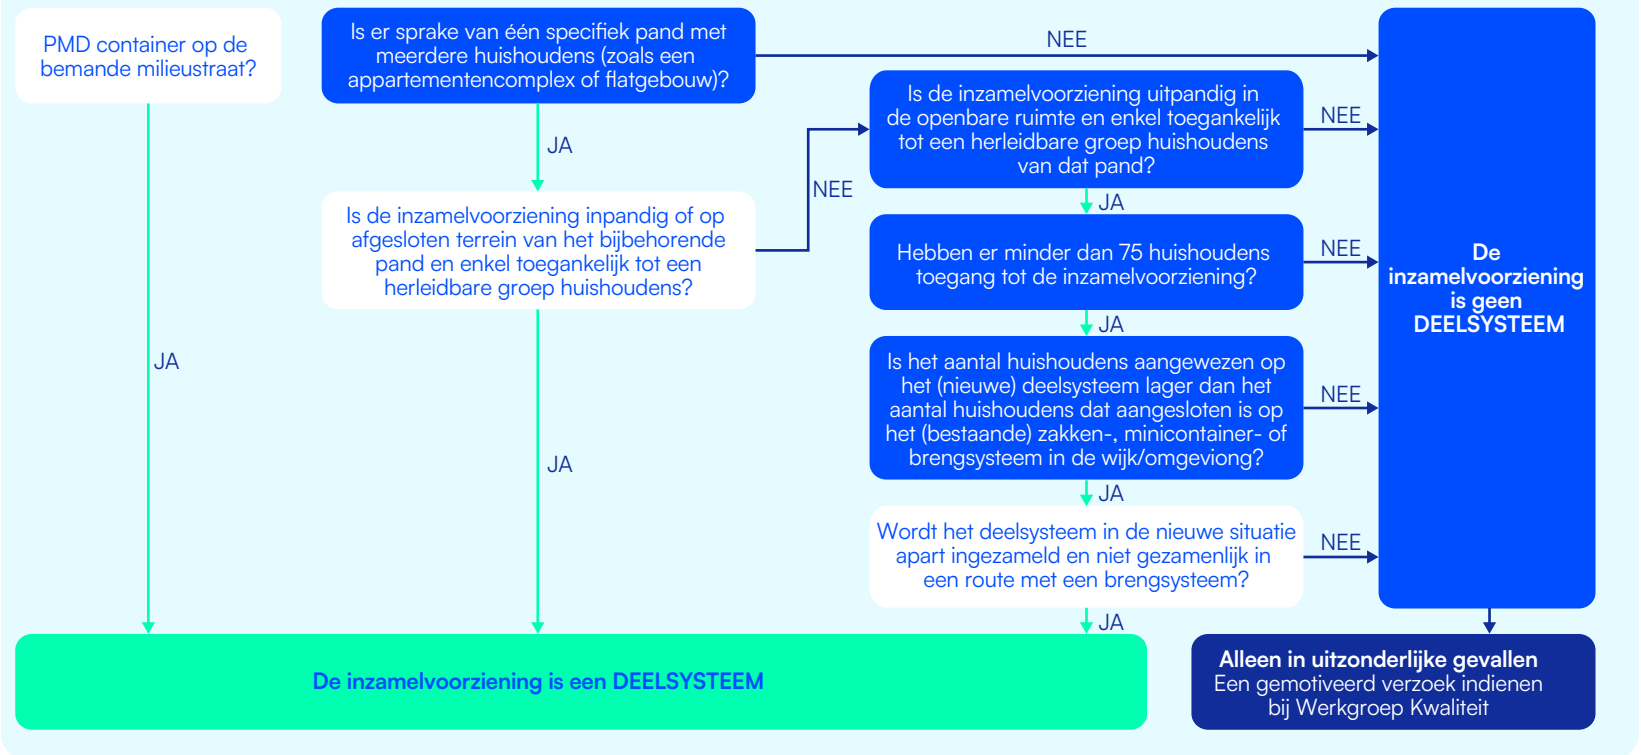 PMD container op de
bemande milieustraat?
JA
Is er sprake van één specifiek pand met
meerdere huishoudens (zoals een
appartementencomplex of flatgebouw)?
NEE
JA
Is de inzamelvoorziening inpandig of op
afgesloten terrein van het bijbehorende
pand en enkel toegankelijk tot een
herleidbare groep huishoudens?
NEE
JA
Is de inzamelvoorziening uitpandig in
de openbare ruimte en enkel toegankelijk
tot een herleidbare groep huishoudens
van dat pand?
NEE
JA
Hebben er minder dan 75 huishoudens
toegang tot de inzamelvoorziening?
NEE
JA
Is het aantal huishoudens aangewezen op
het (nieuwe) deelsysteem lager dan het
aantal huishoudens dat aangesloten is op
het (bestaande) zakken-, minicontainer- of
brengsysteem in de wijk/omgeviong?
NEE
JA
Wordt het deelsysteem in de nieuwe situatie
apart ingezameld en niet gezamenlijk in
een route met een brengsysteem?
NEE
JA
De
inzamelvoorziening
is geen
DEELSYSTEEM
De inzamelvoorziening is een DEELSYSTEEM
Alleen in uitzonderlijke gevallen
Een gemotiveerd verzoek indienen
bij Werkgroep Kwaliteit